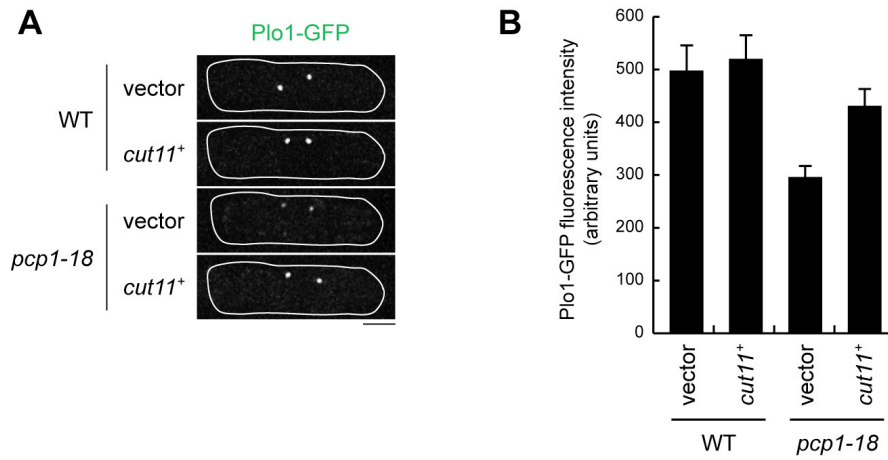 A
Plo1-GFP
WT
vector
cut11+
pcp1-18
vector
cut11+
B
Plo1-GFP fluorescence intensity
(arbitrary units)
600
500
400
300
200
100
0
vector
cut11+
vector
cut11+
WT
pcp1-18